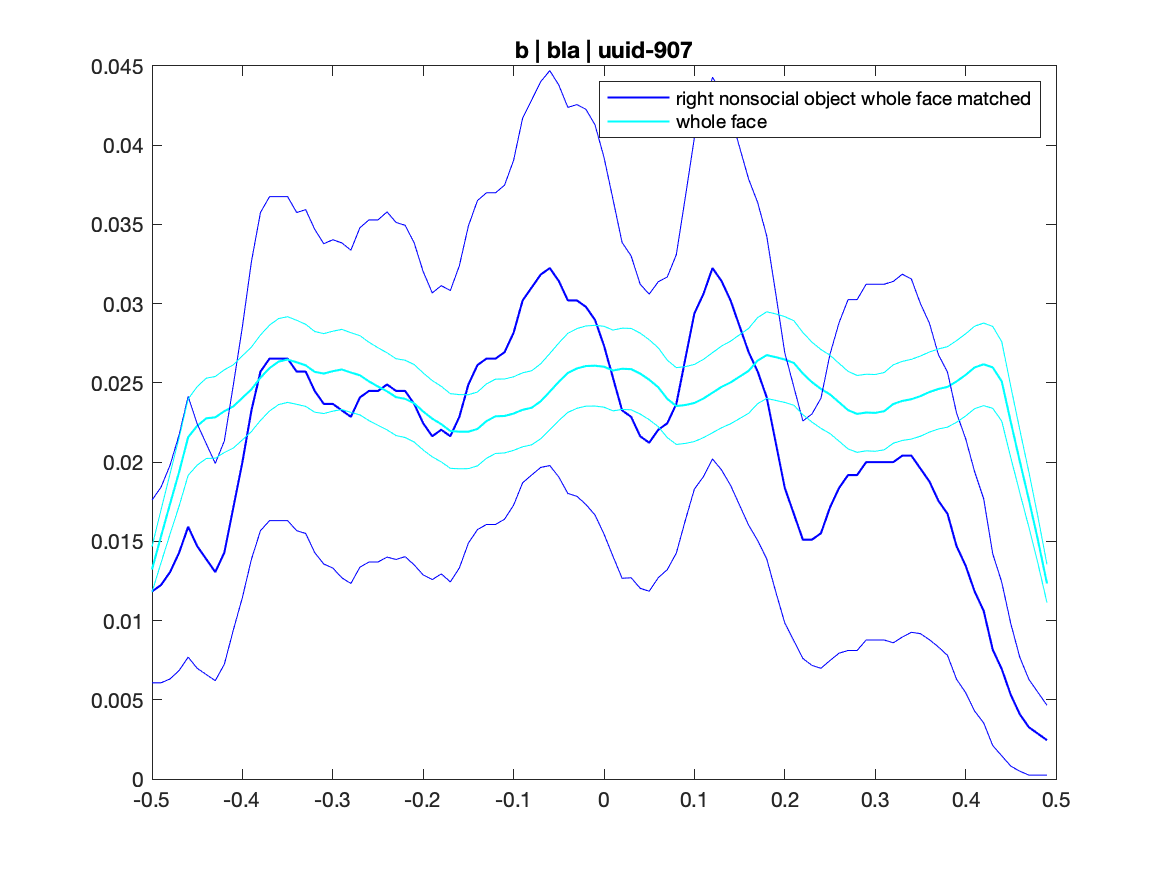 b | bla | uuid-907
right nonsocial object whole face matched
whole face
0.045
0.04
0.035
0.03
0.025
0.02
0.015
0.01
0.005
0
-0.5 -0.4 -0.3 -0.2 -0.1 0 0.1 0.2 0.3 0.4 0.5